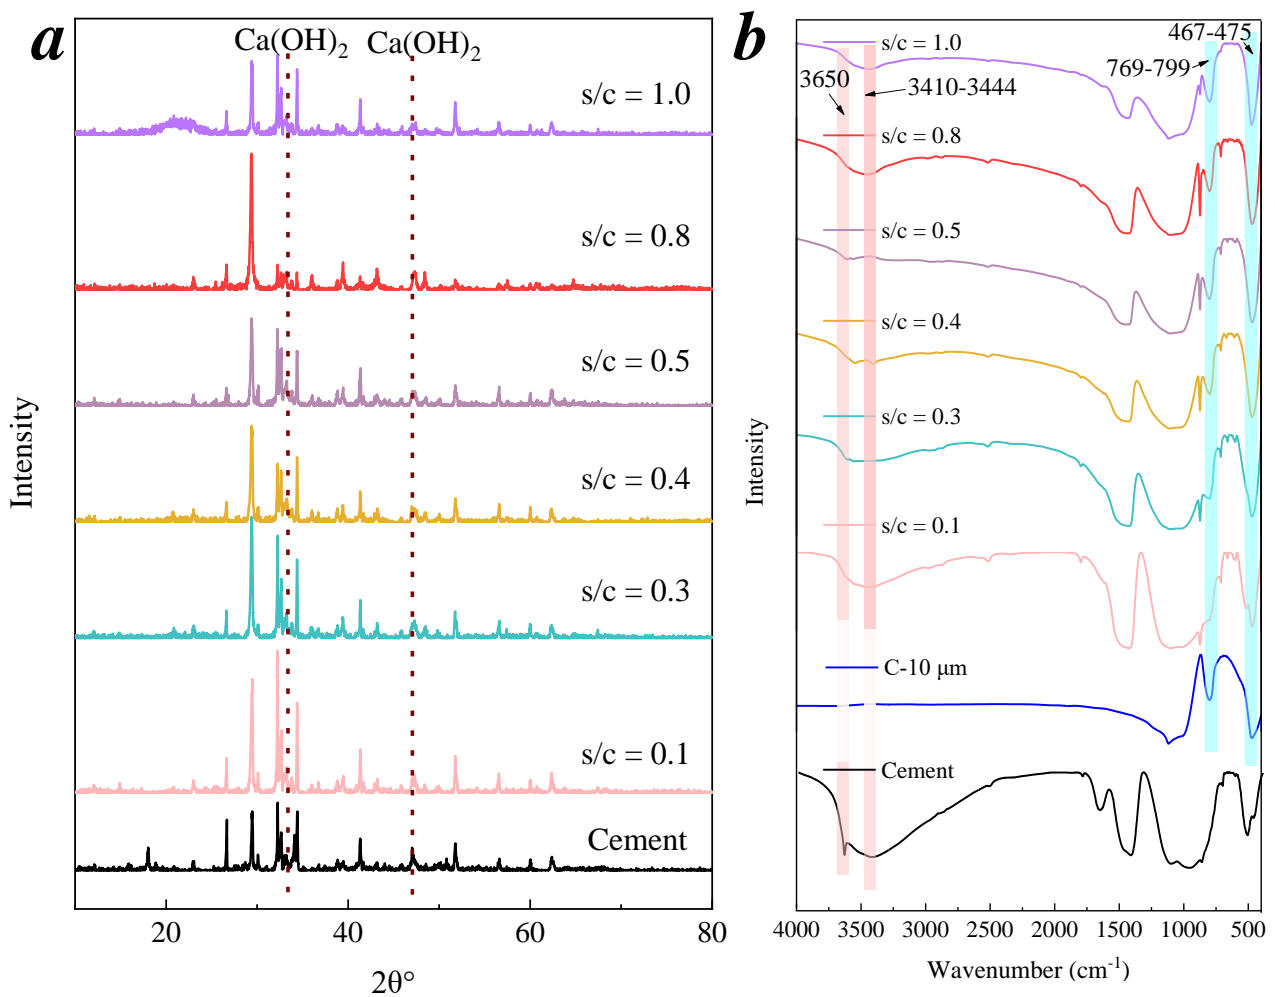 a
Ca(OH)₂ Ca(OH)₂
s/c = 1.0
s/c = 0.8
s/c = 0.5
s/c = 0.4
s/c = 0.3
s/c = 0.1
Cement
Intensity
20 40 60 80
2θ°
b
s/c = 1.0
467-475
769-799
3650
3410-3444
s/c = 0.8
s/c = 0.5
s/c = 0.4
s/c = 0.3
s/c = 0.1
C-10 μm
Cement
Intensity
4000 3500 3000 2500 2000 1500 1000 500
Wavenumber (cm⁻¹)